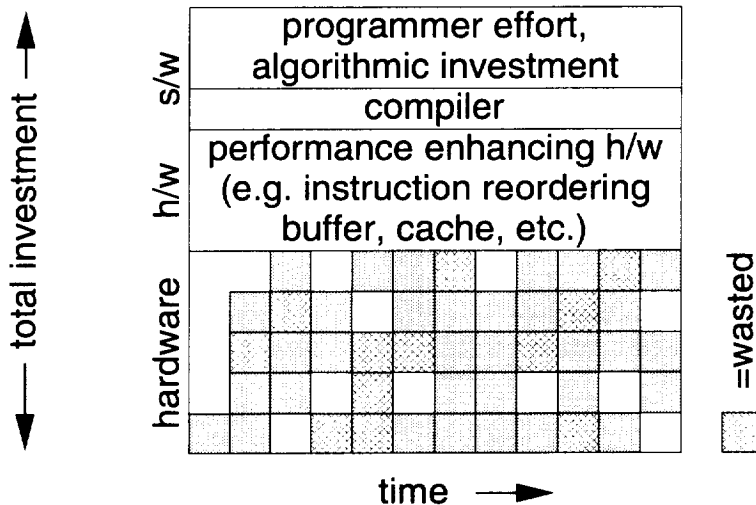 programmer effort,
algorithmic investment
compiler
performance enhancing h/w
(e.g. instruction reordering
buffer, cache, etc.)
total investment
s/w
h/w
hardware
=wasted
time